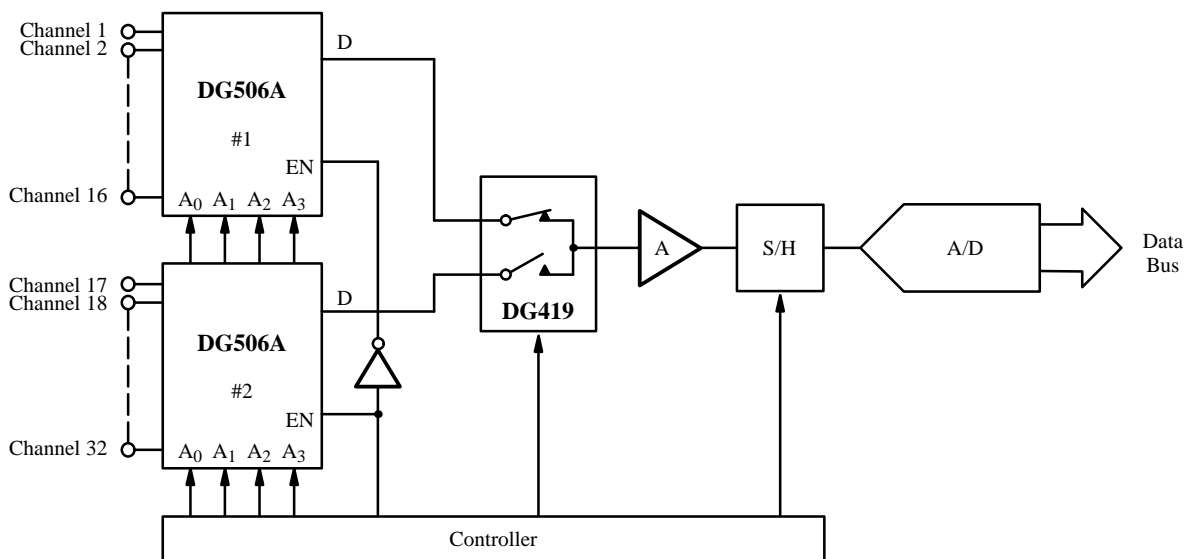 Channel 1
Channel 2
D
DG506A
#1
EN
Channel 16
A0 A1 A2 A3
Channel 17
Channel 18
D
DG506A
#2
EN
Channel 32
A0 A1 A2 A3
DG419
A
S/H
A/D
Data
Bus
Controller